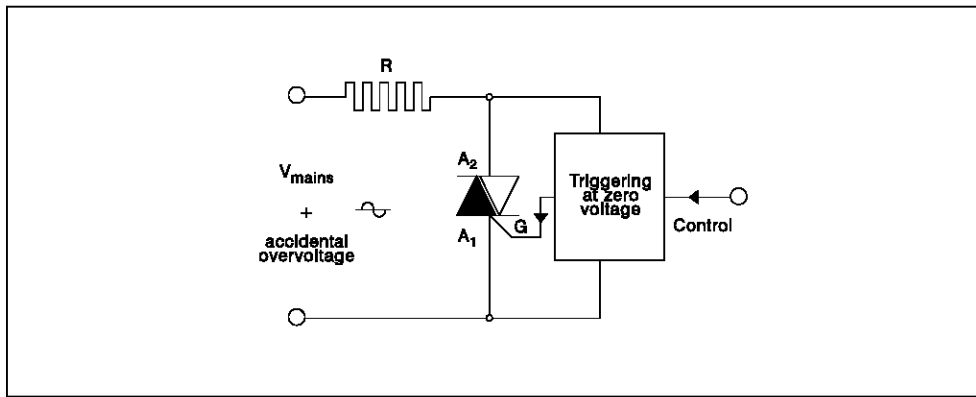 R
V_mains
+
accidental
overvoltage
A₂
A₁
G
Triggering
at zero
voltage
Control